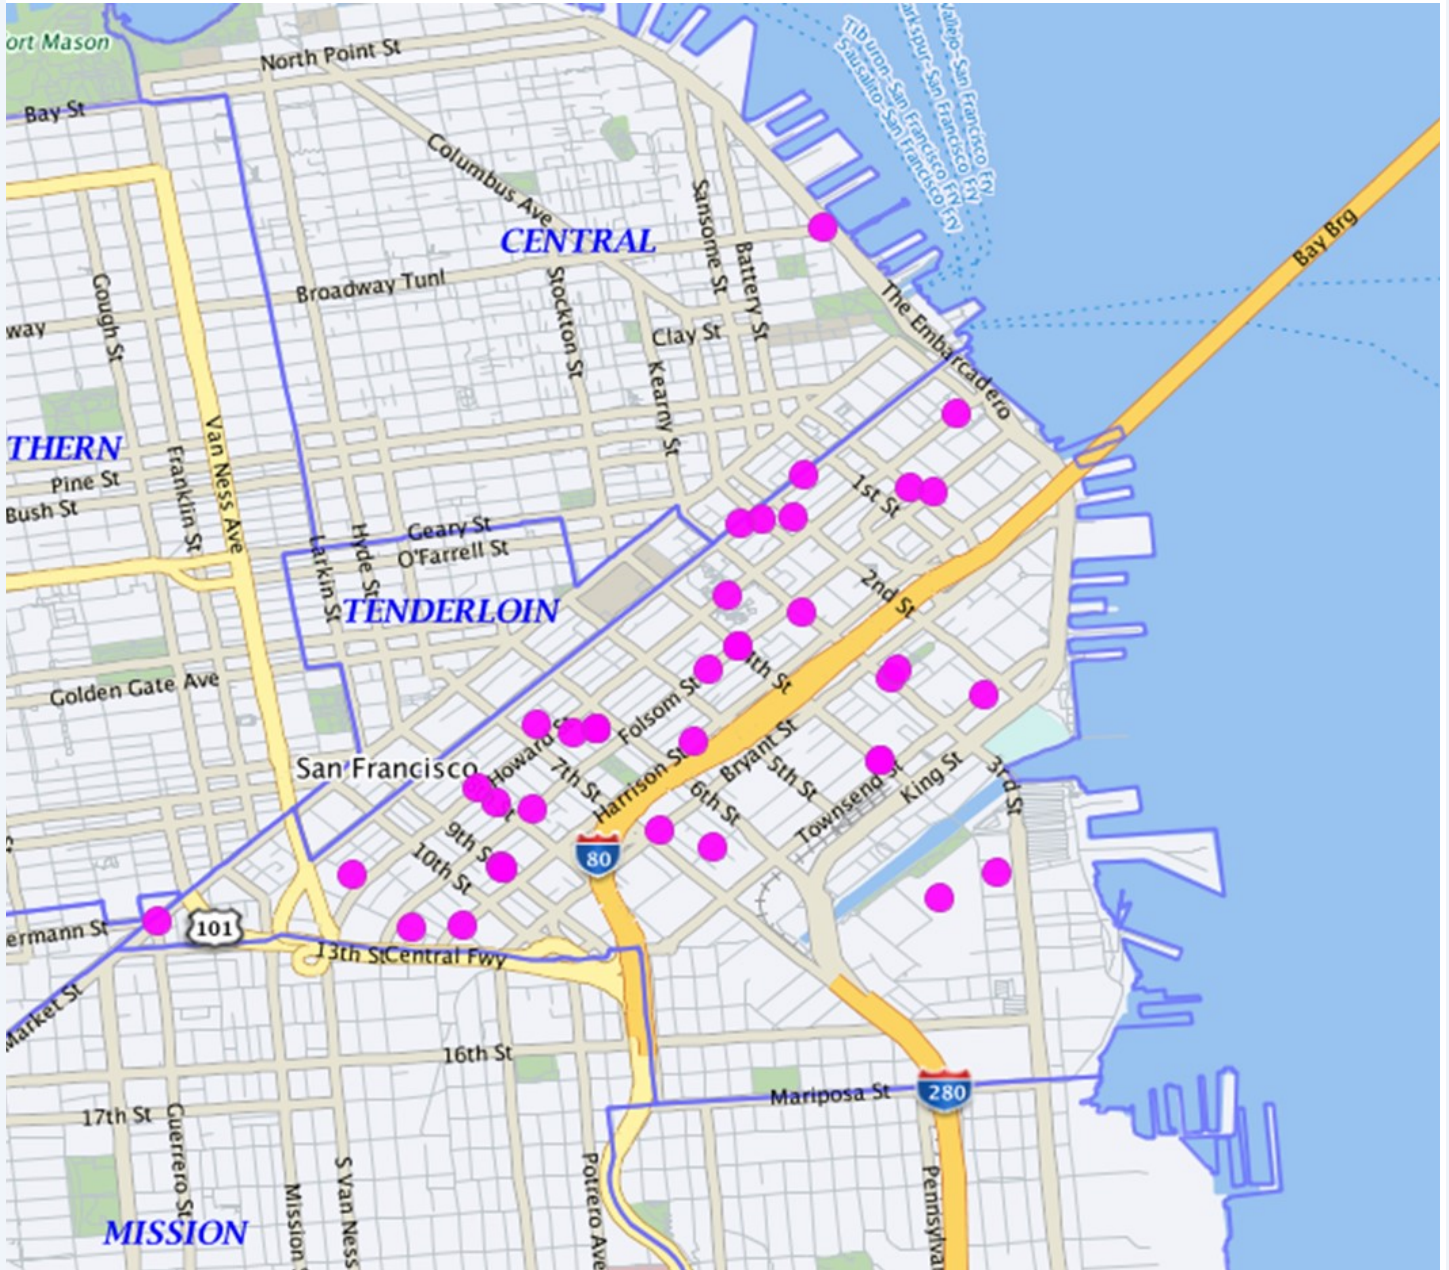 ort Mason
North Point St
Bay St
Columbus Ave
Tiburon-San Francisco Fry
Sausalito-San Francisco Fry
arkspur-San Francisco Fry
Vallejo-San Francisco Fry
Sansome St
CENTRAL
Battery St
Bay Brg
Broadway Tunl
Stockton St
Gough St
way
Clay St
The Embarcadero
Kearny St
THERN
Van Ness Ave
Franklin St
Pine St
Bush St
1st St
Geary St
O'Farrell St
Hyde St
Larkin St
TENDERLOIN
2nd St
Golden Gate Ave
4th St
Folsom St
San Francisco
Howard St
7th St
Harrison St
Bryant St
5th St
6th St
Townsend St
King St
3rd St
9th St
10th St
80
101
ermann St
13th St
Central Fwy
Market St
16th St
Mariposa St
280
17th St
Guerrero St
S Van Ness
Mission
Potrero Ave
Pennsylva
MISSION